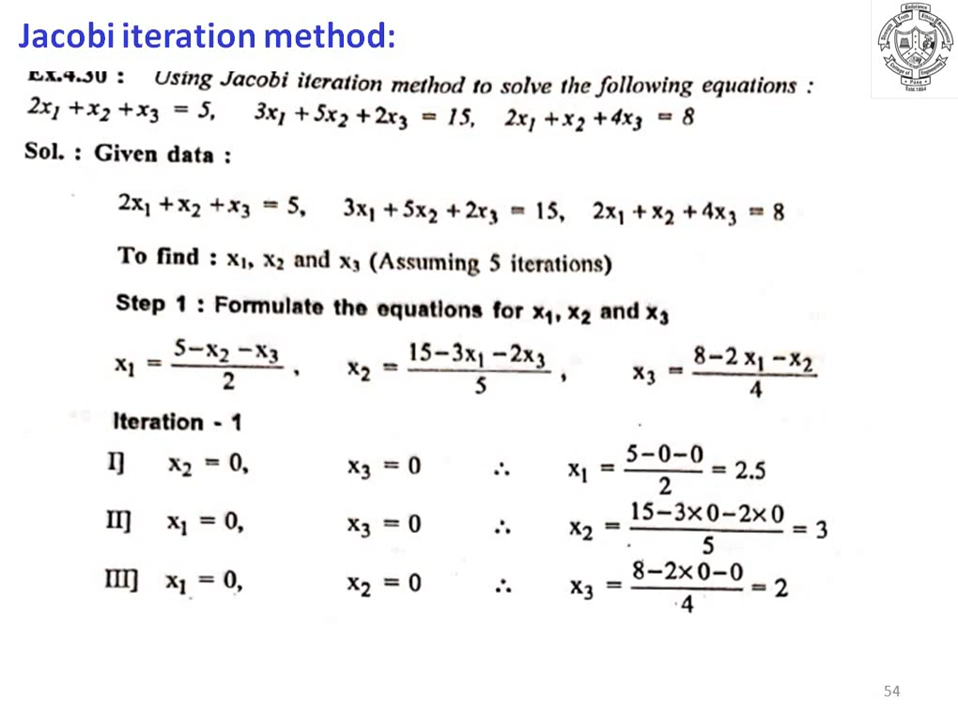 Jacobi iteration method:
Ex.4.30 : Using Jacobi iteration method to solve the following equations :
2x₁ +x₂ +x₃ = 5, 3x₁ + 5x₂ + 2x₃ = 15, 2x₁ + x₂ + 4x₃ = 8
Sol. : Given data :
2x₁ +x₂ +x₃ = 5, 3x₁ + 5x₂ + 2x₃ = 15, 2x₁ + x₂ + 4x₃ = 8
To find : x₁, x₂ and x₃ (Assuming 5 iterations)
Step 1 : Formulate the equations for x₁, x₂ and x₃
x₁ = (5−x₂ −x₃)/2 , x₂ = (15−3x₁ −2x₃)/5 , x₃ = (8−2 x₁ −x₂)/4
Iteration - 1
I] x₂ = 0, x₃ = 0 ∴ x₁ = (5−0−0)/2 = 2.5
II] x₁ = 0, x₃ = 0 ∴ x₂ = (15−3×0−2×0)/5 = 3
III] x₁ = 0, x₂ = 0 ∴ x₃ = (8−2×0−0)/4 = 2
54